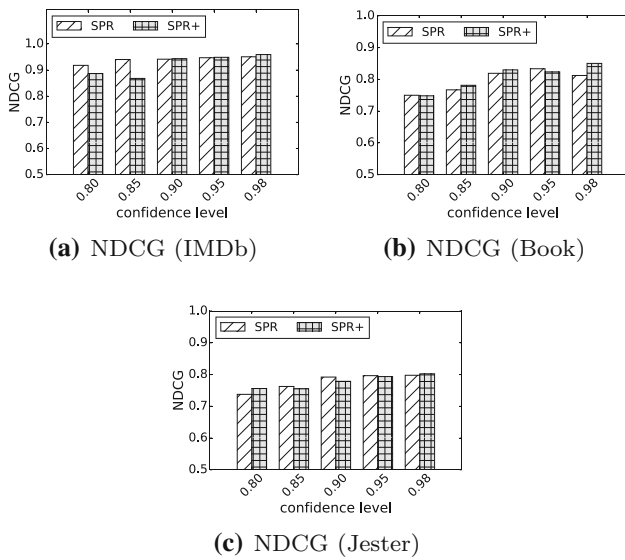 SPR SPR+
1.0
0.9
0.8
0.7
0.6
0.5
NDCG
0.80 0.85 0.90 0.95 0.98
confidence level
(a) NDCG (IMDb)
SPR SPR+
1.0
0.9
0.8
0.7
0.6
0.5
NDCG
0.80 0.85 0.90 0.95 0.98
confidence level
(b) NDCG (Book)
SPR SPR+
1.0
0.9
0.8
0.7
0.6
0.5
NDCG
0.80 0.85 0.90 0.95 0.98
confidence level
(c) NDCG (Jester)